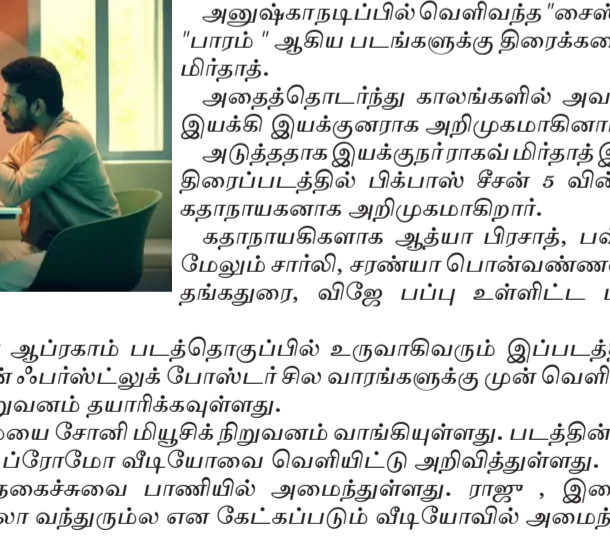 அனுஷ்காநடிப்பில் வெளிவந்த "சைஸ்
"பாரம் " ஆகிய படங்களுக்கு திரைக்கதை
மிர்தாத்.
அதைத்தொடர்ந்து காலங்களில் அவ
இயக்கி இயக்குனராக அறிமுகமாகினா
அடுத்ததாக இயக்குநர்ராகவ் மிர்தாத் இ
திரைப்படத்தில் பிக்பாஸ் சீசன் 5 வின்
கதாநாயகனாக அறிமுகமாகிறார்.
கதாநாயகிகளாக ஆத்யா பிரசாத், பவ்
மேலும் சார்லி, சரண்யா பொன்வண்ண
தங்கதுரை, விஜே பப்பு உள்ளிட்ட ப
ஆப்ரகாம் படத்தொகுப்பில் உருவாகிவரும் இப்படத்தி
ன் ஃபர்ஸ்ட்லுக் போஸ்டர் சில வாரங்களுக்கு முன் வெளி
றுவனம் தயாரிக்கவுள்ளது.
யை சோனி மியூசிக் நிறுவனம் வாங்கியுள்ளது. படத்தின்
ப்ரோமோ வீடியோவை வெளியிட்டு அறிவித்துள்ளது.
நகைச்சுவை பாணியில் அமைந்துள்ளது. ராஜு , இசை
லா வந்துரும்ல என கேட்கப்படும் வீடியோவில் அமைந்